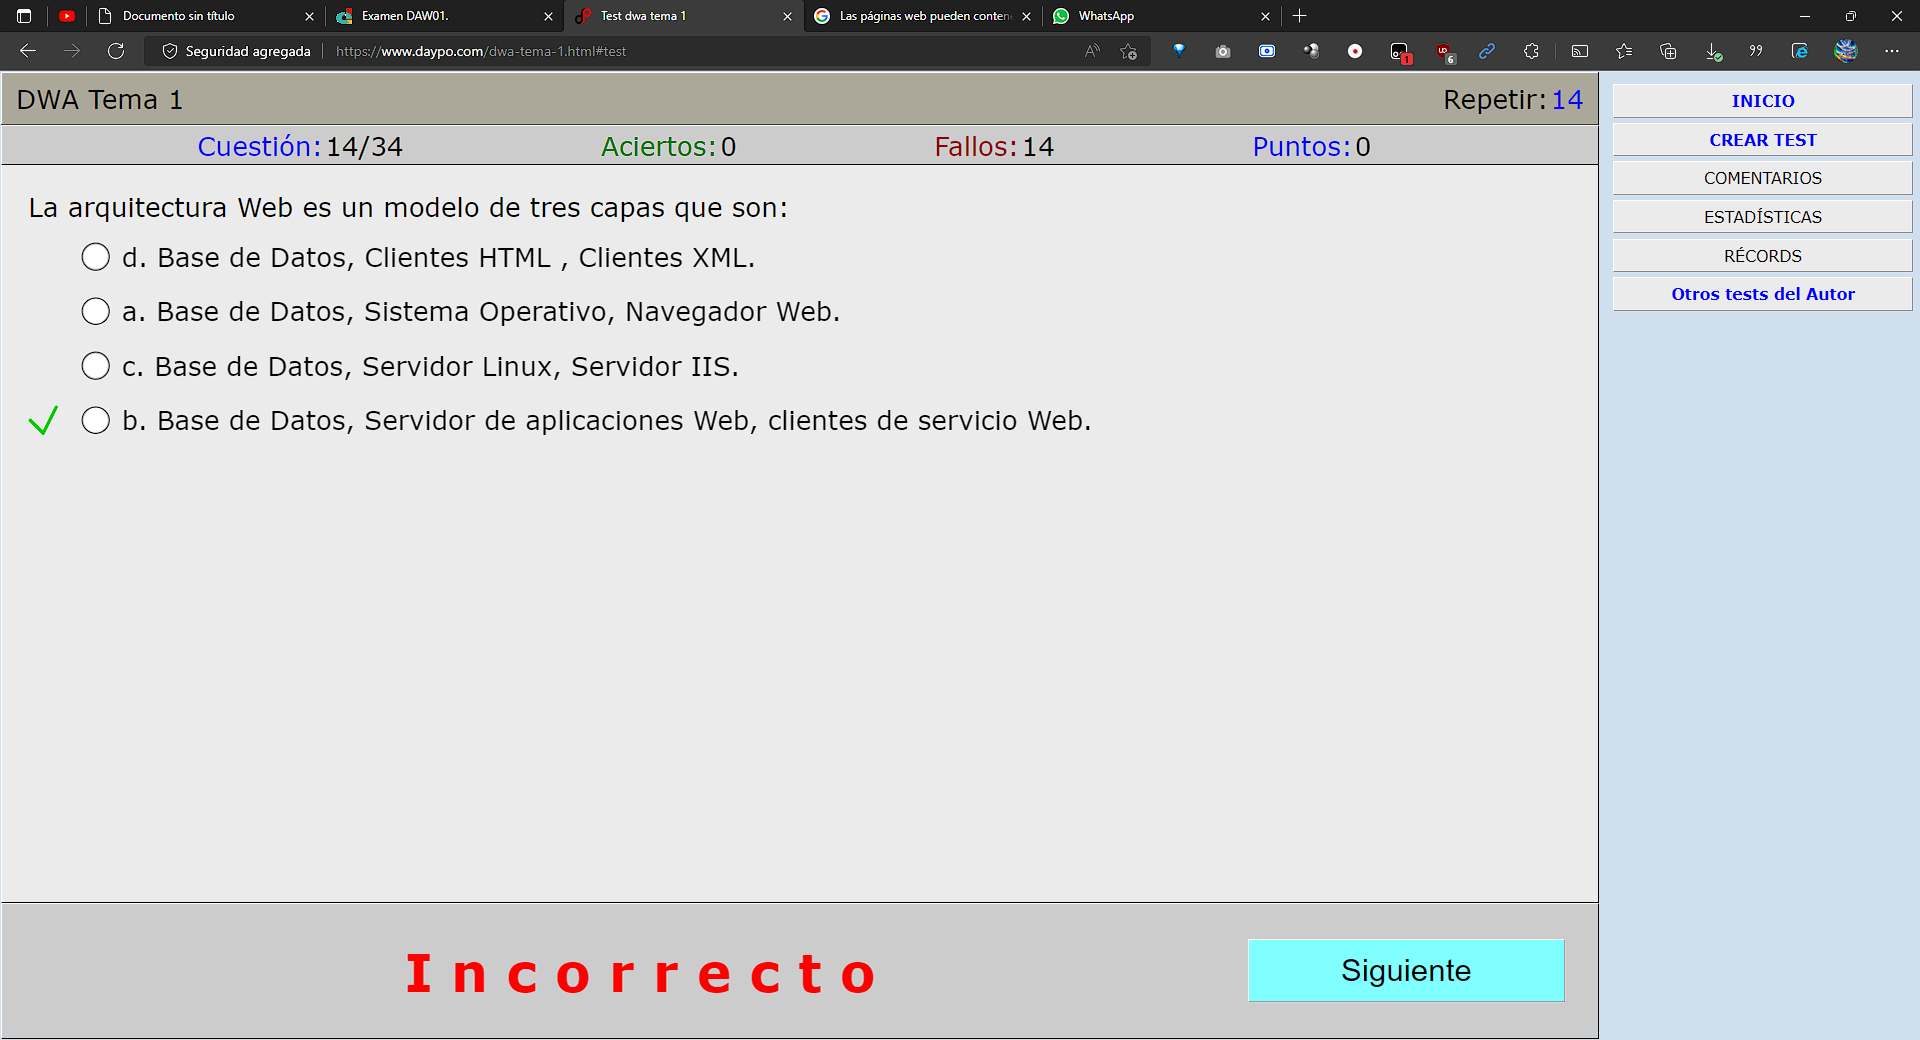 Documento sin título
Examen DAW01.
Test dwa tema 1
Las páginas web pueden conten
WhatsApp
Seguridad agregada
https://www.daypo.com/dwa-tema-1.html#test
1
6
DWA Tema 1
Repetir:14
Cuestión:14/34
Aciertos:0
Fallos:14
Puntos:0
La arquitectura Web es un modelo de tres capas que son:
d. Base de Datos, Clientes HTML , Clientes XML.
a. Base de Datos, Sistema Operativo, Navegador Web.
c. Base de Datos, Servidor Linux, Servidor IIS.
b. Base de Datos, Servidor de aplicaciones Web, clientes de servicio Web.
Incorrecto
Siguiente
INICIO
CREAR TEST
COMENTARIOS
ESTADÍSTICAS
RÉCORDS
Otros tests del Autor